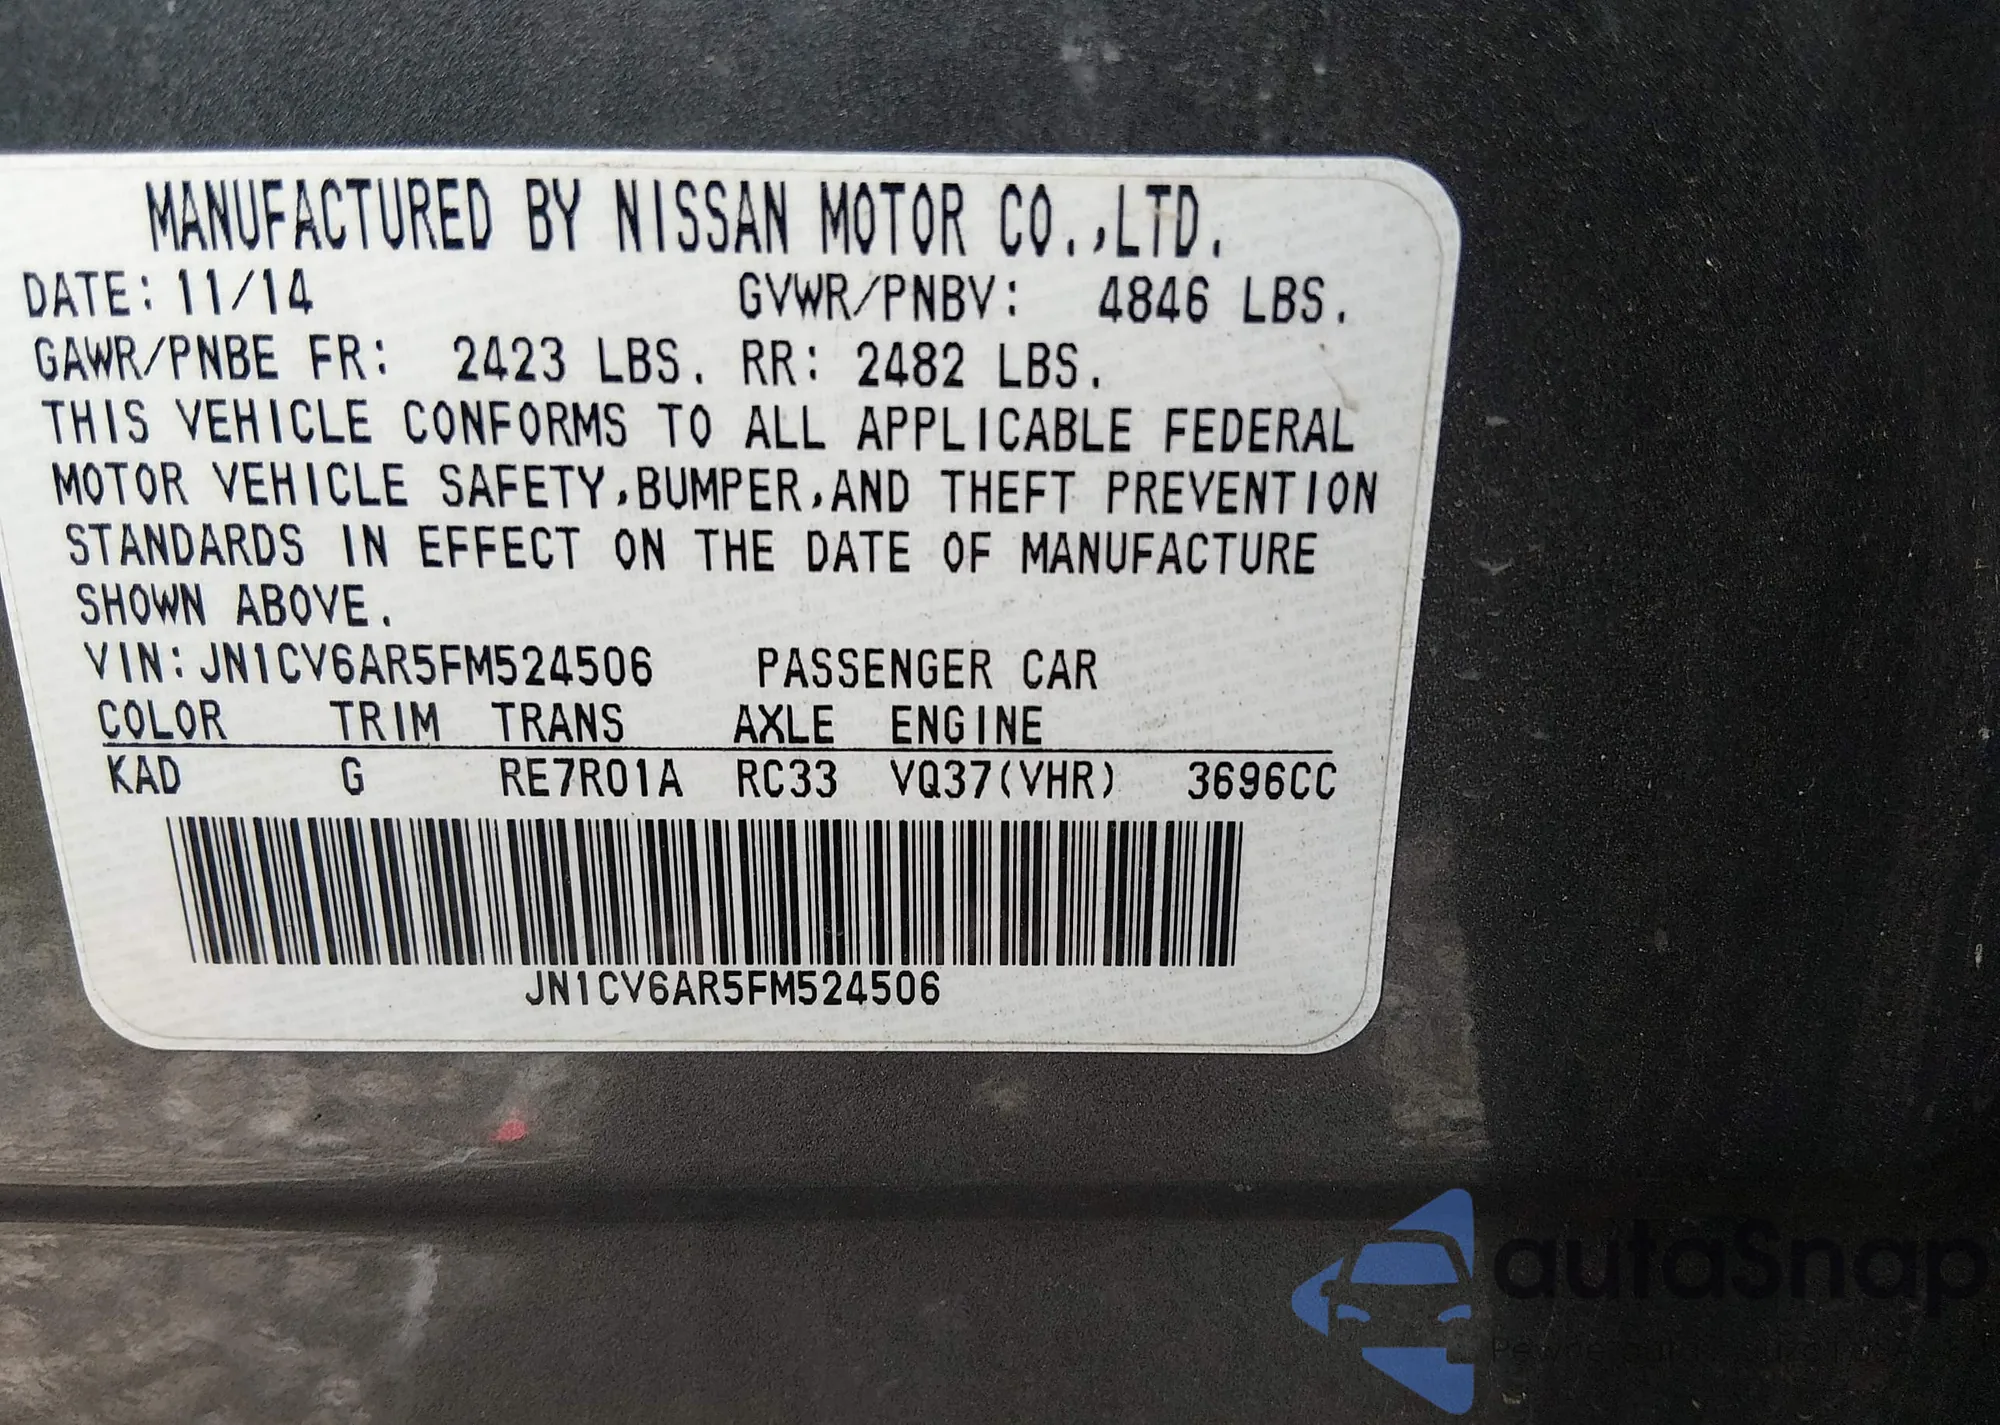 MANUFACTURED BY NISSAN MOTOR CO.,LTD.
DATE: 11/14 GVWR/PNBV: 4846 LBS.
GAWR/PNBE FR: 2423 LBS. RR: 2482 LBS.
THIS VEHICLE CONFORMS TO ALL APPLICABLE FEDERAL
MOTOR VEHICLE SAFETY,BUMPER,AND THEFT PREVENTION
STANDARDS IN EFFECT ON THE DATE OF MANUFACTURE
SHOWN ABOVE.
VIN:JN1CV6AR5FM524506 PASSENGER CAR
COLOR TRIM TRANS AXLE ENGINE
KAD G RE7R01A RC33 VQ37(VHR) 3696CC
JN1CV6AR5FM524506
autaSnap